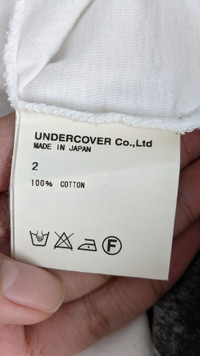 UNDERCOVER Co.,Ltd
MADE IN JAPAN
2
100% COTTON
F